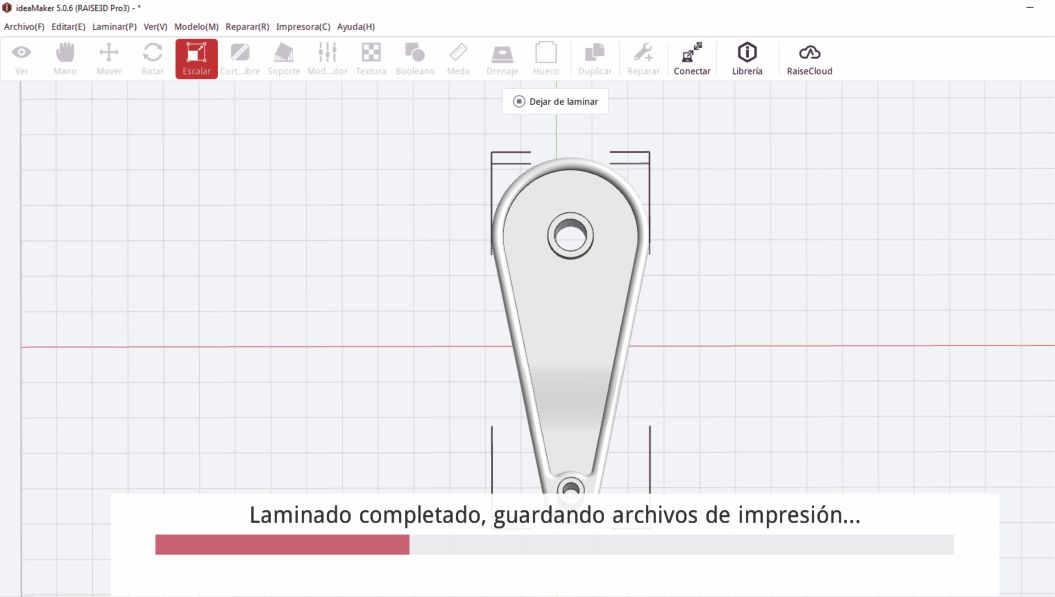 ideaMaker 5.0.6 (RAISE3D Pro3) - *
Archivo(F) Editar(E) Laminar(P) Ver(V) Modelo(M) Reparar(R) Impresora(C) Ayuda(H)
Ver Mano Mover Rotar Escalar Cort...ibre Soporte Mod...dor Textura Booleano Medir Drenaje Hueco Duplicar Reparar Conectar Librería RaiseCloud
Dejar de laminar
Laminado completado, guardando archivos de impresión...